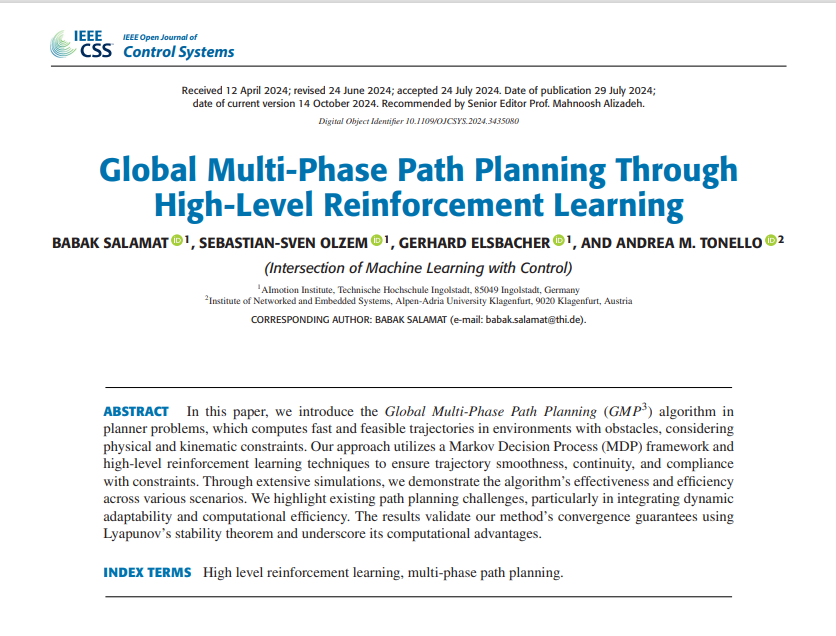 IEEE
CSS
IEEE Open Journal of
Control Systems
Received 12 April 2024; revised 24 June 2024; accepted 24 July 2024. Date of publication 29 July 2024;
date of current version 14 October 2024. Recommended by Senior Editor Prof. Mahnoosh Alizadeh.
Digital Object Identifier 10.1109/OJCSYS.2024.3435080
Global Multi-Phase Path Planning Through
High-Level Reinforcement Learning
BABAK SALAMAT iD 1, SEBASTIAN-SVEN OLZEM iD 1, GERHARD ELSBACHER iD 1, AND ANDREA M. TONELLO iD 2
(Intersection of Machine Learning with Control)
1AImotion Institute, Technische Hochschule Ingolstadt, 85049 Ingolstadt, Germany
2Institute of Networked and Embedded Systems, Alpen-Adria University Klagenfurt, 9020 Klagenfurt, Austria
CORRESPONDING AUTHOR: BABAK SALAMAT (e-mail: babak.salamat@thi.de).
ABSTRACT In this paper, we introduce the Global Multi-Phase Path Planning (GMP3) algorithm in
planner problems, which computes fast and feasible trajectories in environments with obstacles, considering
physical and kinematic constraints. Our approach utilizes a Markov Decision Process (MDP) framework and
high-level reinforcement learning techniques to ensure trajectory smoothness, continuity, and compliance
with constraints. Through extensive simulations, we demonstrate the algorithm's effectiveness and efficiency
across various scenarios. We highlight existing path planning challenges, particularly in integrating dynamic
adaptability and computational efficiency. The results validate our method's convergence guarantees using
Lyapunov's stability theorem and underscore its computational advantages.
INDEX TERMS High level reinforcement learning, multi-phase path planning.